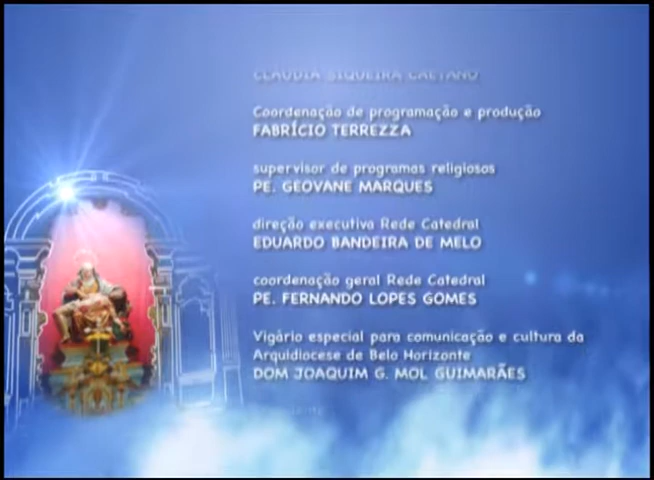 CLÁUDIA SIQUEIRA CAETANO
Coordenação de programação e produção
FABRÍCIO TERREZZA
supervisor de programas religiosos
PE. GEOVANE MARQUES
direção executiva Rede Catedral
EDUARDO BANDEIRA DE MELO
coordenação geral Rede Catedral
PE. FERNANDO LOPES GOMES
Vigário especial para comunicação e cultura da
Arquidiocese de Belo Horizonte
DOM JOAQUIM G. MOL GUIMARÃES